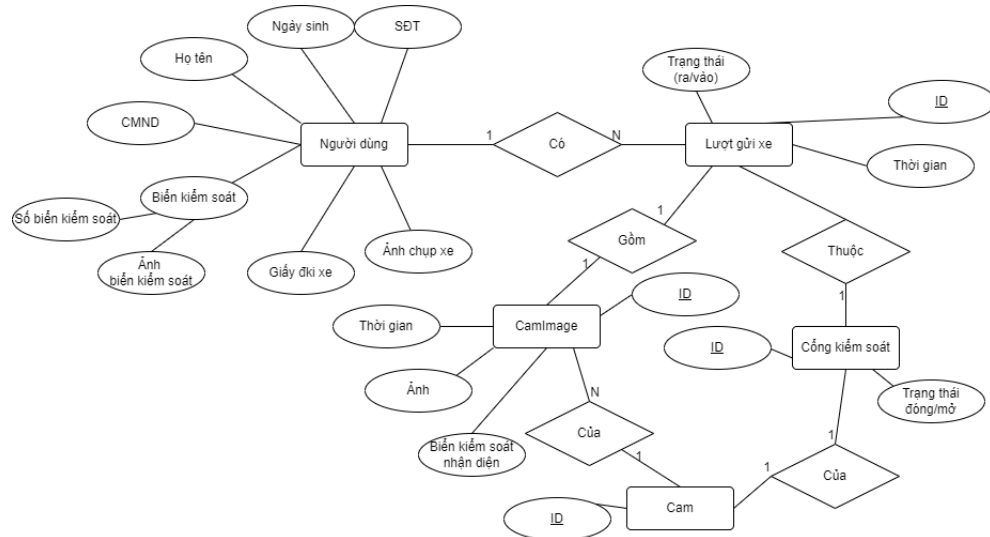 Ngày sinh
SĐT
Họ tên
Trạng thái
(ra/vào)
ID
CMND
Người dùng
1
Có
N
Lượt gửi xe
Thời gian
Biển kiểm soát
Số biển kiểm soát
Ảnh
biển kiểm soát
Giấy đki xe
Ảnh chụp xe
1
Gồm
1
Thuộc
1
ID
Thời gian
CamImage
ID
Cổng kiểm soát
Ảnh
Trạng thái
đóng/mở
N
Biển kiểm soát
nhận diện
Của
1
1
1
Của
Cam
ID